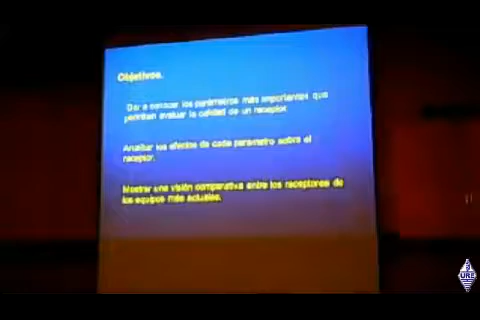 Objetivos.
Dar a conocer los parámetros más importantes que
permitan evaluar la calidad de un receptor
Analizar los efectos de cada parámetro sobre el
receptor.
Mostrar una visión comparativa entre los receptores de
los equipos más actuales.
URE